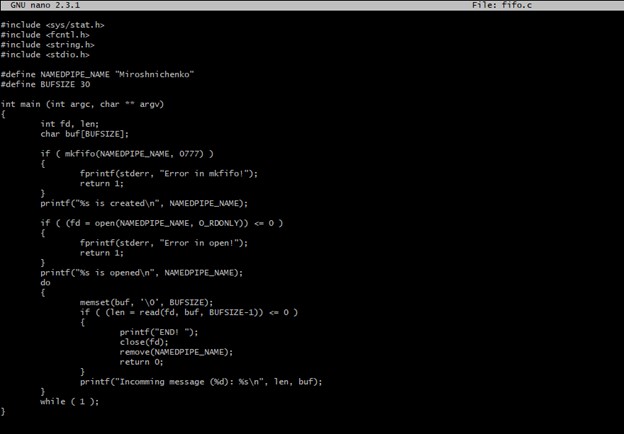 GNU nano 2.3.1 File: fifo.c
#include <sys/stat.h>
#include <fcntl.h>
#include <string.h>
#include <stdio.h>
#define NAMEDPIPE_NAME "Miroshnichenko"
#define BUFSIZE 30
int main (int argc, char ** argv)
{
int fd, len;
char buf[BUFSIZE];
if ( mkfifo(NAMEDPIPE_NAME, 0777) )
{
fprintf(stderr, "Error in mkfifo!");
return 1;
}
printf("%s is created\n", NAMEDPIPE_NAME);
if ( (fd = open(NAMEDPIPE_NAME, O_RDONLY)) <= 0 )
{
fprintf(stderr, "Error in open!");
return 1;
}
printf("%s is opened\n", NAMEDPIPE_NAME);
do
{
memset(buf, '\0', BUFSIZE);
if ( (len = read(fd, buf, BUFSIZE-1)) <= 0 )
{
printf("END! ");
close(fd);
remove(NAMEDPIPE_NAME);
return 0;
}
printf("Incomming message (%d): %s\n", len, buf);
}
while ( 1 );
}